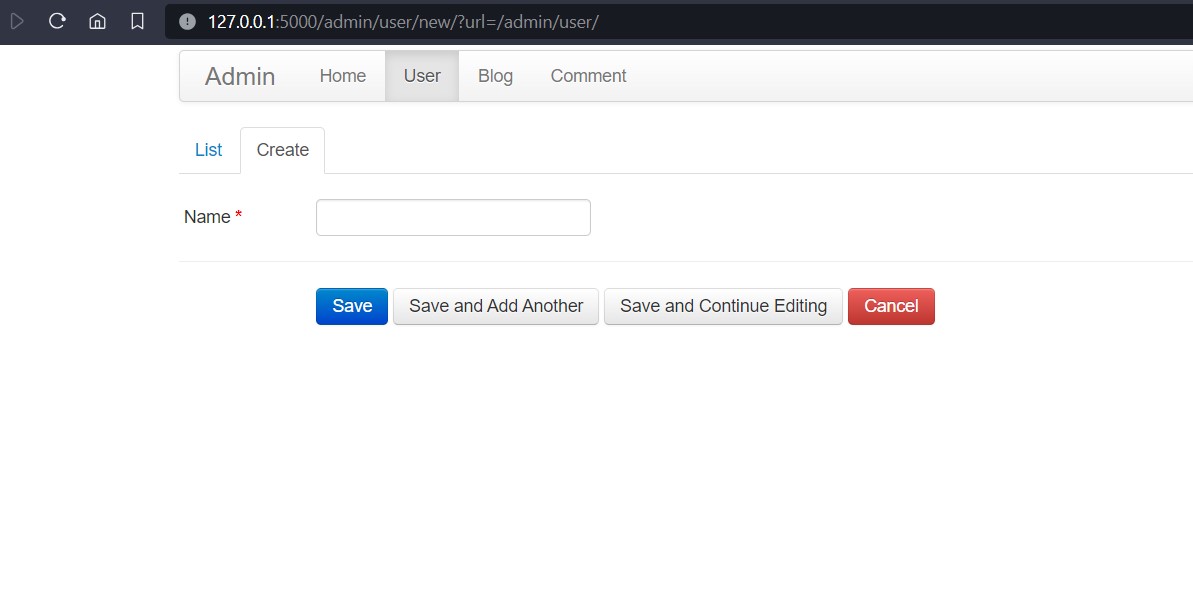 127.0.0.1:5000/admin/user/new/?url=/admin/user/
Admin Home User Blog Comment
List Create
Name *
Save Save and Add Another Save and Continue Editing Cancel